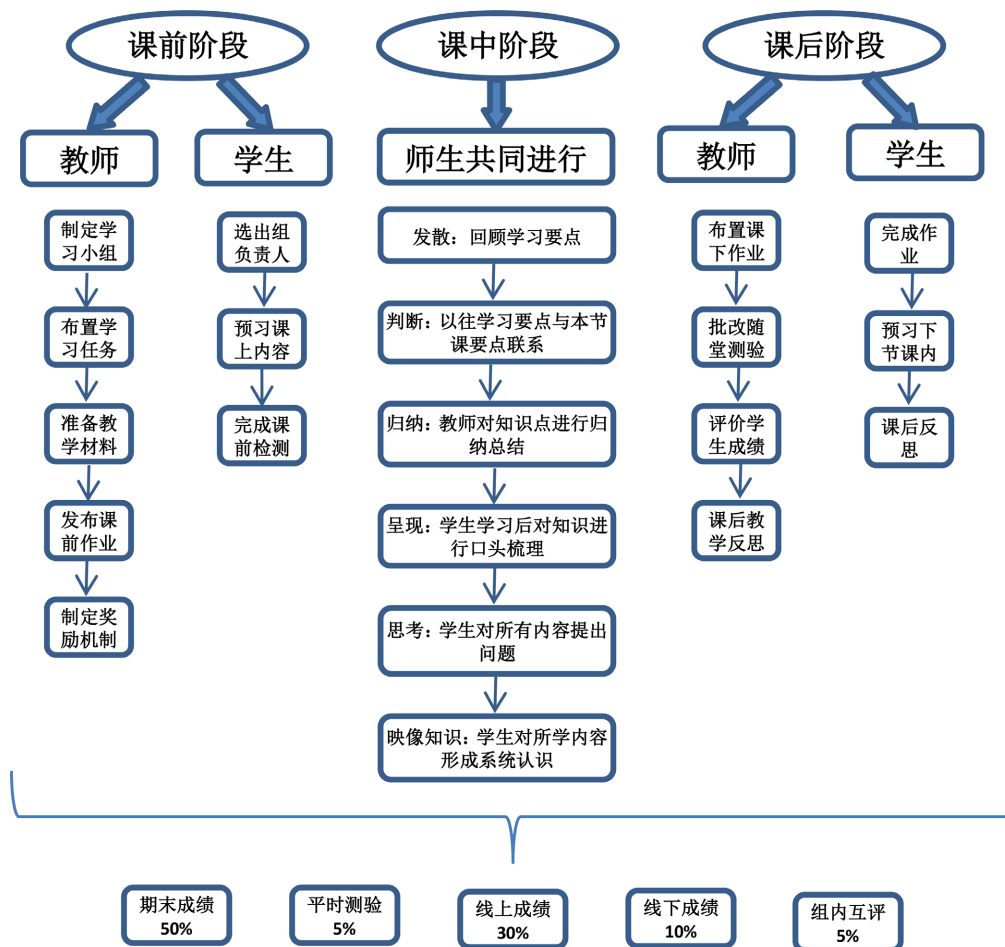 课前阶段
课中阶段
课后阶段
教师
学生
师生共同进行
教师
学生
制定学
习小组
布置学
习任务
准备教
学材料
发布课
前作业
制定奖
励机制
选出组
负责人
预习课
上内容
完成课
前检测
发散：回顾学习要点
判断：以往学习要点与本节
课要点联系
归纳：教师对知识点进行归
纳总结
呈现：学生学习后对知识进
行口头梳理
思考：学生对所有内容提出
问题
映像知识：学生对所学内容
形成系统认识
布置课
下作业
批改随
堂测验
评价学
生成绩
课后教
学反思
完成作
业
预习下
节课内
课后反
思
期末成绩
50%
平时测验
5%
线上成绩
30%
线下成绩
10%
组内互评
5%